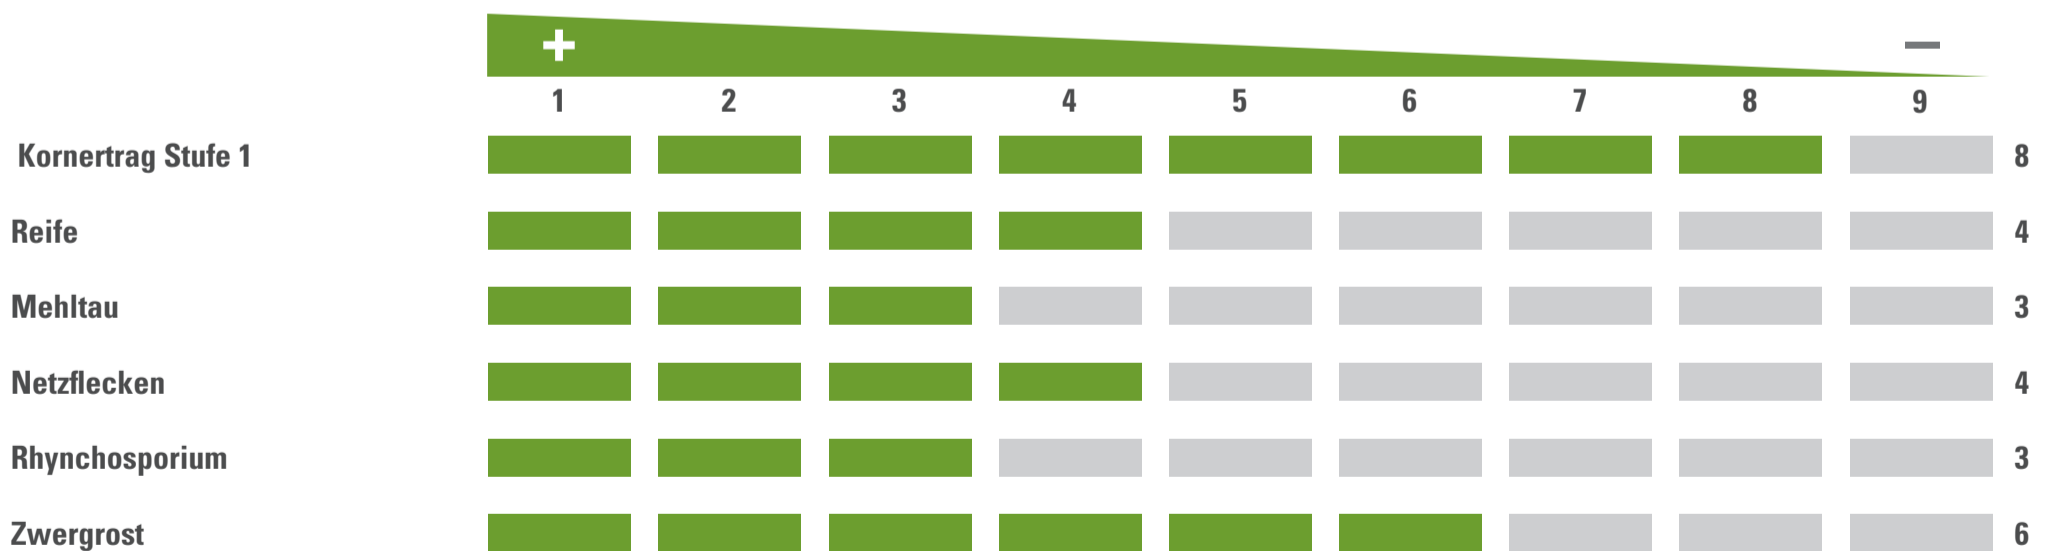 + −
1 2 3 4 5 6 7 8 9
Kornertrag Stufe 1 8
Reife 4
Mehltau 3
Netzflecken 4
Rhynchosporium 3
Zwergrost 6